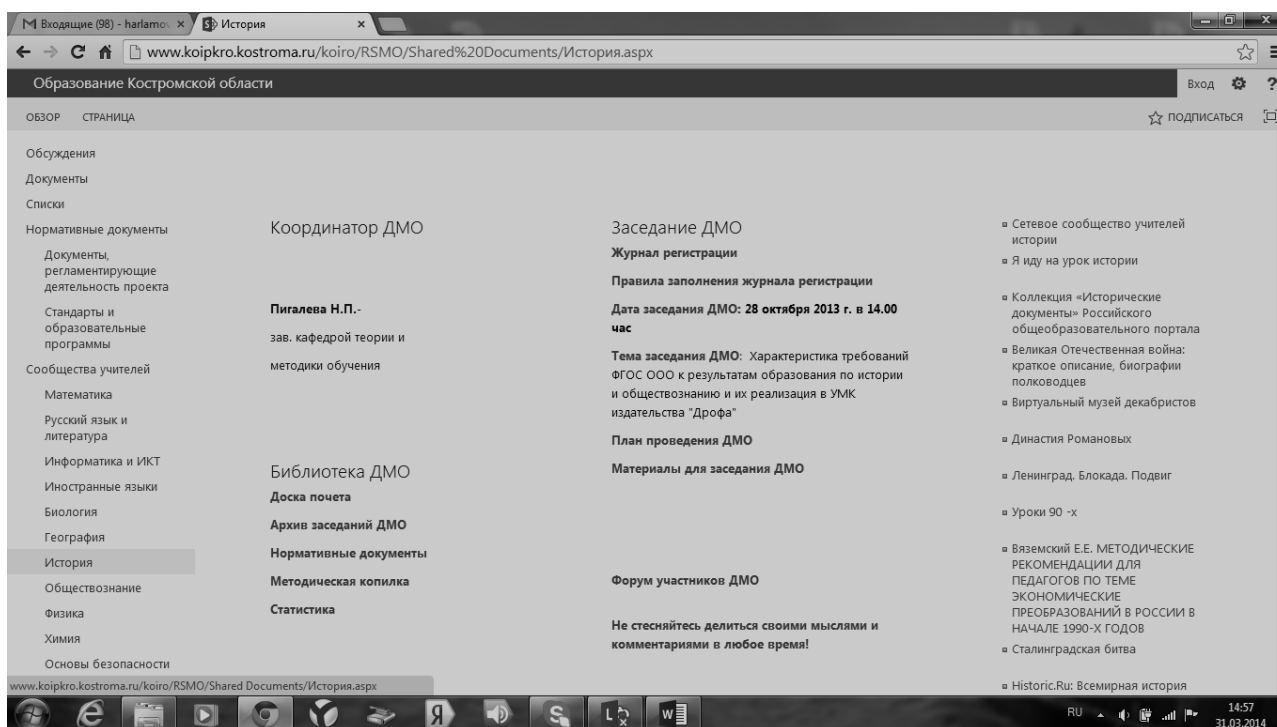 Входящие (98) - harlamo
История
www.koipkro.kostroma.ru/koiro/RSMO/Shared%20Documents/История.aspx
Образование Костромской области
Вход
?
ОБЗОР
СТРАНИЦА
ПОДПИСАТЬСЯ
Обсуждения
Документы
Списки
Нормативные документы
Документы,
регламентирующие
деятельность проекта
Стандарты и
образовательные
программы
Сообщества учителей
Математика
Русский язык и
литература
Информатика и ИКТ
Иностранные языки
Биология
География
История
Обществознание
Физика
Химия
Основы безопасности
Координатор ДМО
Пигалева Н.П.-
зав. кафедрой теории и
методики обучения
Библиотека ДМО
Доска почета
Архив заседаний ДМО
Нормативные документы
Методическая копилка
Статистика
Заседание ДМО
Журнал регистрации
Правила заполнения журнала регистрации
Дата заседания ДМО: 28 октября 2013 г. в 14.00
час
Тема заседания ДМО: Характеристика требований
ФГОС ООО к результатам образования по истории
и обществознанию и их реализация в УМК
издательства "Дрофа"
План проведения ДМО
Материалы для заседания ДМО
Форум участников ДМО
Не стесняйтесь делиться своими мыслями и
комментариями в любое время!
Сетевое сообщество учителей
истории
Я иду на урок истории
Коллекция «Исторические
документы» Российского
общеобразовательного портала
Великая Отечественная война:
краткое описание, биографии
полководцев
Виртуальный музей декабристов
Династия Романовых
Ленинград. Блокада. Подвиг
Уроки 90 -х
Вяземский Е.Е. МЕТОДИЧЕСКИЕ
РЕКОМЕНДАЦИИ ДЛЯ
ПЕДАГОГОВ ПО ТЕМЕ
ЭКОНОМИЧЕСКИЕ
ПРЕОБРАЗОВАНИЙ В РОССИИ В
НАЧАЛЕ 1990-Х ГОДОВ
Сталинградская битва
Historic.Ru: Всемирная история
www.koipkro.kostroma.ru/koiro/RSMO/Shared Documents/История.aspx
RU
14:57
31.03.2014